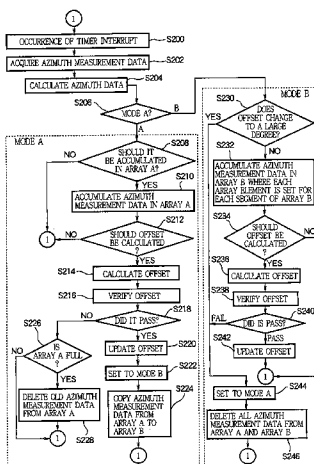 1
OCCURRENCE OF TIMER INTERRUPT
S200
ACQUIRE AZIMUTH MEASUREMENT DATA
S202
CALCULATE AZIMUTH DATA
S204
S206
MODE A?
B
A
MODE A
S208
SHOULD IT
BE ACCUMULATED
IN ARRAY A?
NO
YES
S210
ACCUMULATE AZIMUTH
MEASUREMENT DATA IN ARRAY A
S212
SHOULD OFFSET
BE CALCULATED
?
NO
YES
1
S214
CALCULATE OFFSET
S216
VERIFY OFFSET
S218
DID IT PASS?
NO
YES
S220
UPDATE OFFSET
S222
SET TO MODE B
S224
COPY AZIMUTH
MEASUREMENT
DATA FROM
ARRAY A TO
ARRAY B
1
S226
IS
ARRAY A FULL
?
NO
YES
DELETE OLD AZIMUTH
MEASUREMENT DATA
FROM ARRAY A
S228
1
MODE B
S230
DOES
OFFSET CHANGE
TO A LARGE
DEGREE?
YES
NO
S232
ACCUMULATE AZIMUTH
MEASUREMENT DATA IN
ARRAY B WHERE EACH
ARRAY ELEMENT IS SET FOR
EACH SEGMENT OF ARRAY B
S234
SHOULD
OFFSET BE
CALCULATED
?
NO
YES
S236
CALCULATE OFFSET
S238
VERIFY OFFSET
S240
DID IS PASS?
FAIL
PASS
S242
UPDATE OFFSET
1
SET TO MODE A
S244
DELETE ALL AZIMUTH
MEASUREMENT DATA FROM
ARRAY A AND ARRAY B
S246
1